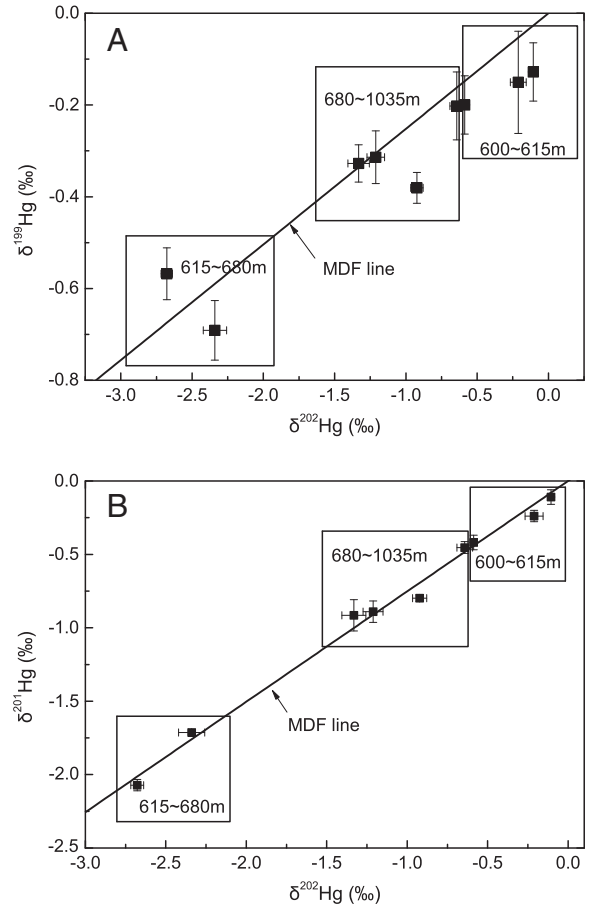 A
0.0
-0.2
-0.4
-0.6
-0.8
δ¹⁹⁹Hg (‰)
680~1035m
600~615m
615~680m
MDF line
-3.0 -2.5 -2.0 -1.5 -1.0 -0.5 0.0
δ²⁰²Hg (‰)
B
0.0
-0.5
-1.0
-1.5
-2.0
-2.5
δ²⁰¹Hg (‰)
680~1035m
600~615m
MDF line
615~680m
-3.0 -2.5 -2.0 -1.5 -1.0 -0.5 0.0
δ²⁰²Hg (‰)